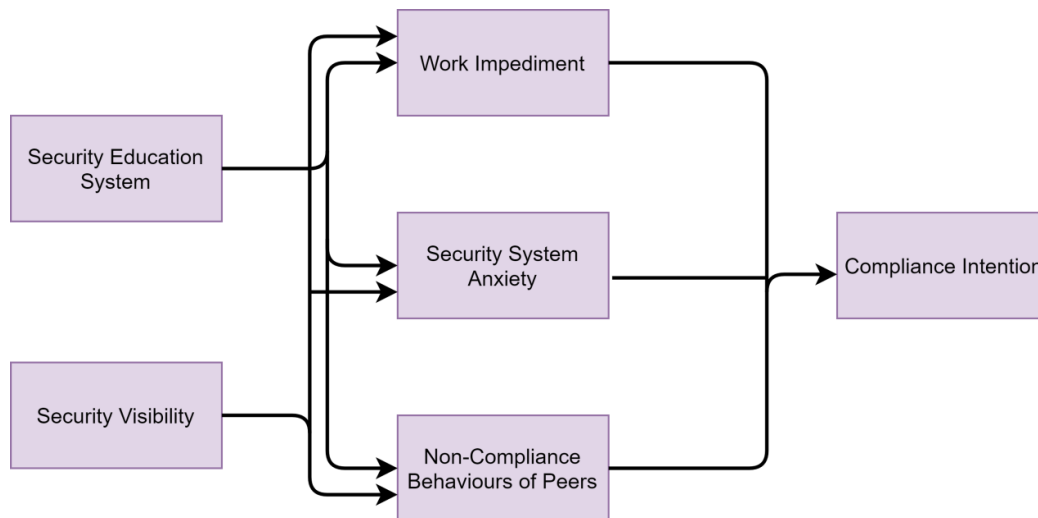 Work Impediment
Security Education
System
Security System
Anxiety
Compliance Intention
Security Visibility
Non-Compliance
Behaviours of Peers